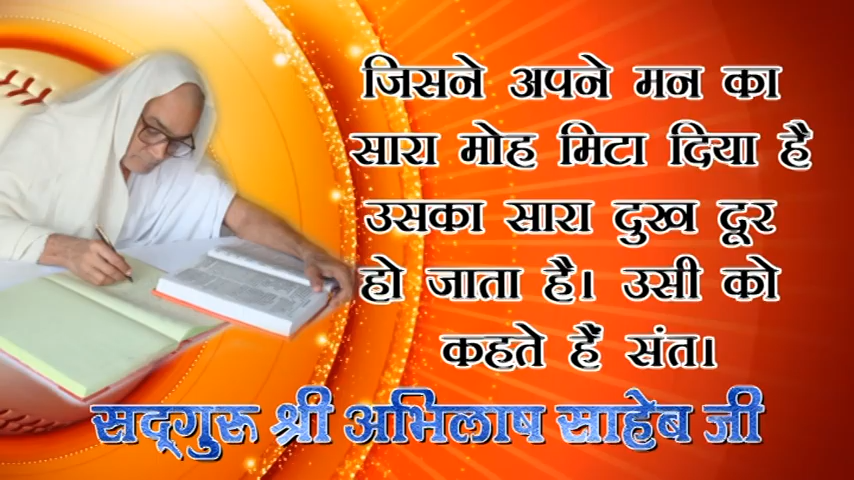 जिसने अपने मन का
सारा मोह मिटा दिया है
उसका सारा दुख दूर
हो जाता है। उसी को
कहते हैं संत।
सद्गुरु श्री अभिलाष साहेब जी